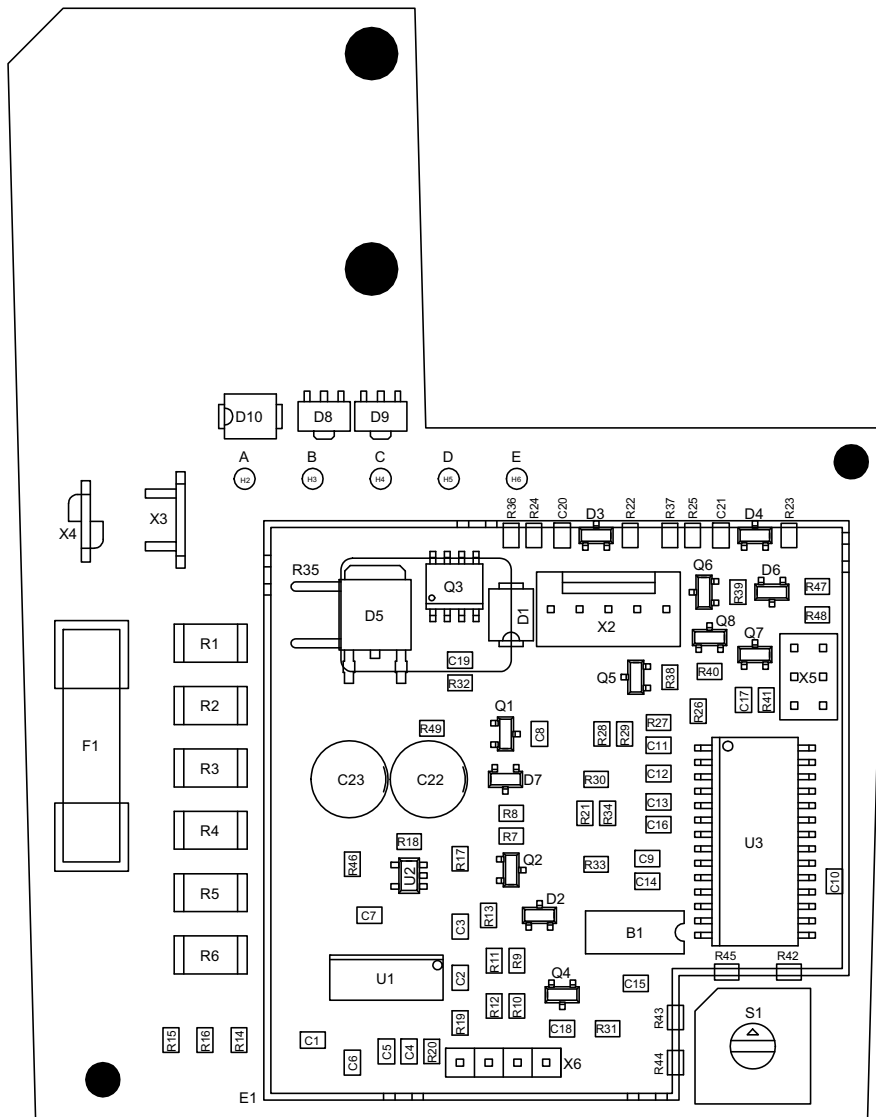 D10 D8 D9
A B C D E
H2 H3 H4 H5 H6
X4 X3
R36 R24 C20 D3 R22 R37 R25 C21 D4 R23
R35 Q3 D5 D1 X2
Q6 R39 D6 R47
R48
Q8 Q7
R1 C19 R32 Q5 R38 R40 X5
R2 R26 C17 R41
F1 R49 Q1 C8 R28 R29 R27
C11
R3 C23 C22 D7 R30 C12
R8 R21 R34 C13
C16
R4 R18 R7 U3
R46 U2 R17 Q2 R33 C9
R5 C14 C10
C7 C3 R13 D2 B1
R6 R11 R9 R45 R42
U1 C2 Q4 C15
R12 R10
R15 R16 R14 C1 R19 C18 R31 R43 S1
C6 C5 C4 R20 X6 R44
E1